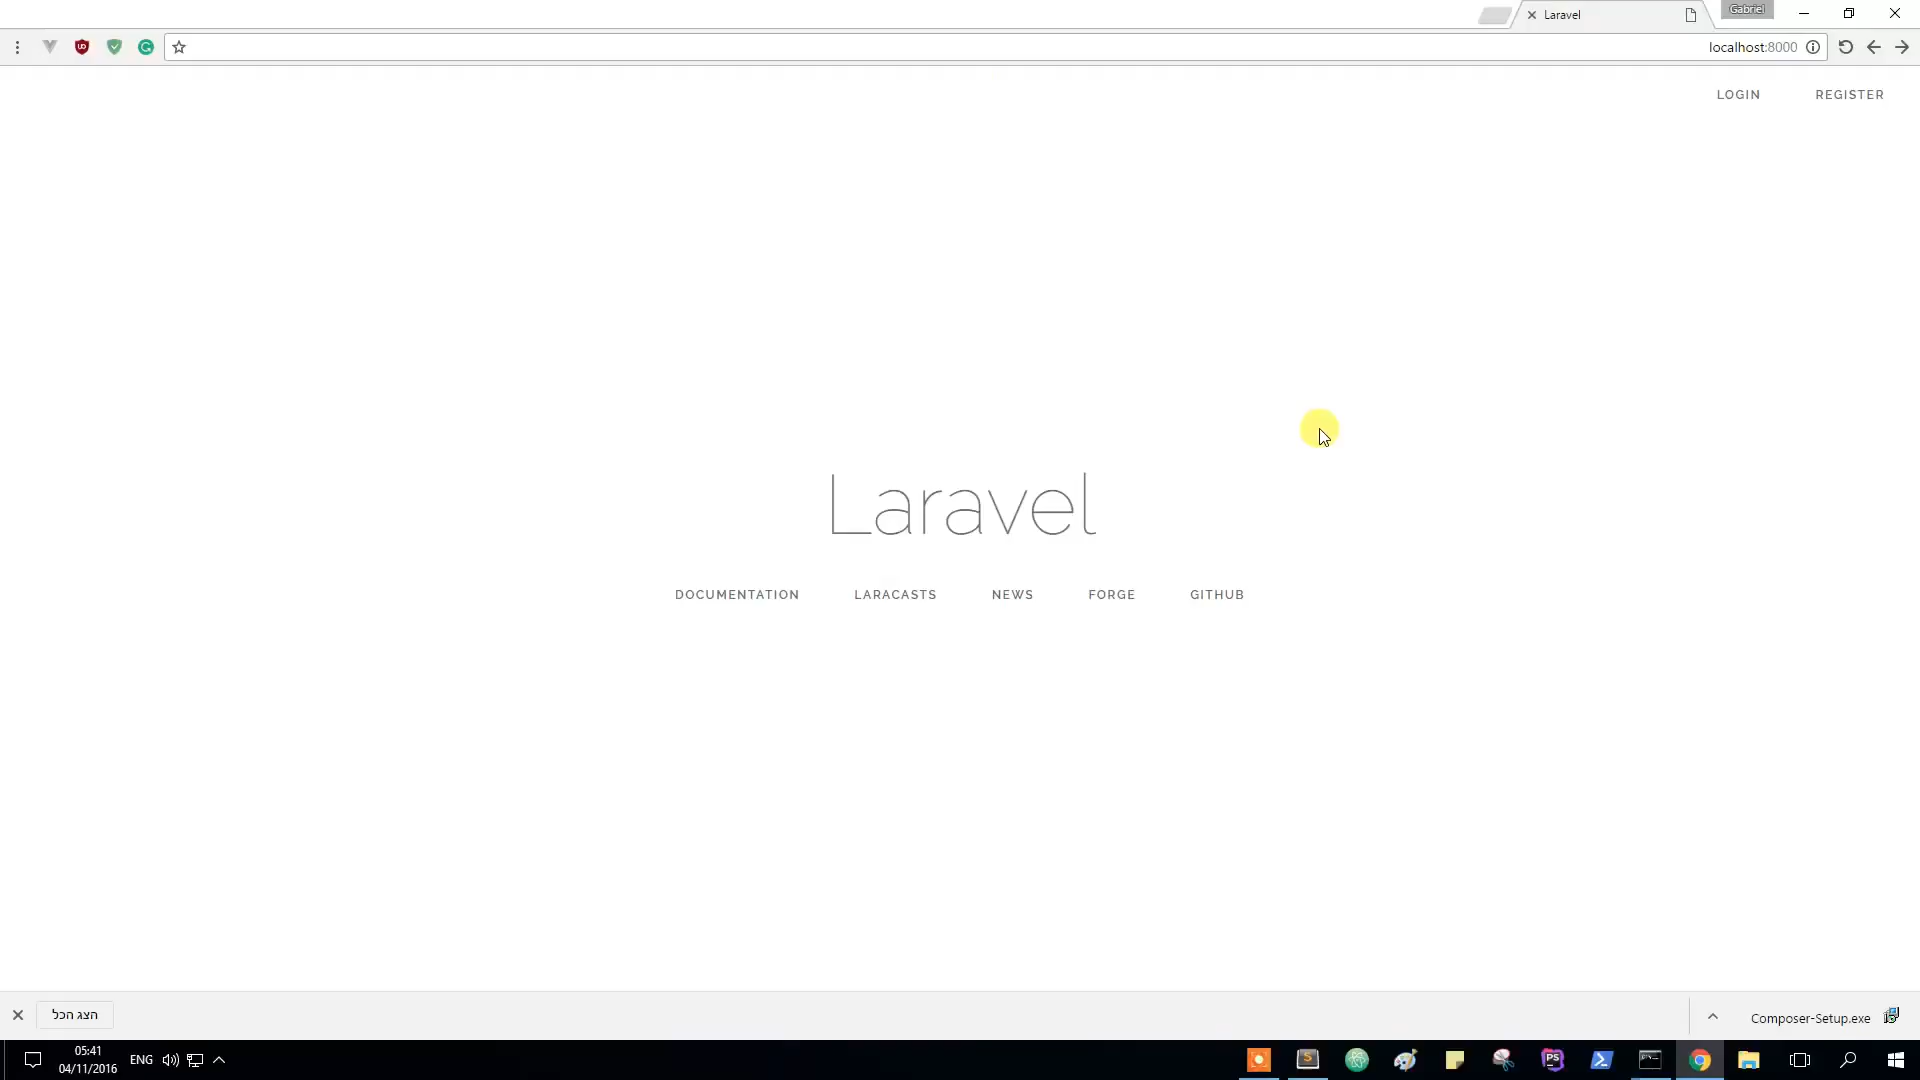 Laravel
Gabriel
localhost:8000
LOGIN
REGISTER
Laravel
DOCUMENTATION
LARACASTS
NEWS
FORGE
GITHUB
הצג הכל
Composer-Setup.exe
05:41
04/11/2016
ENG